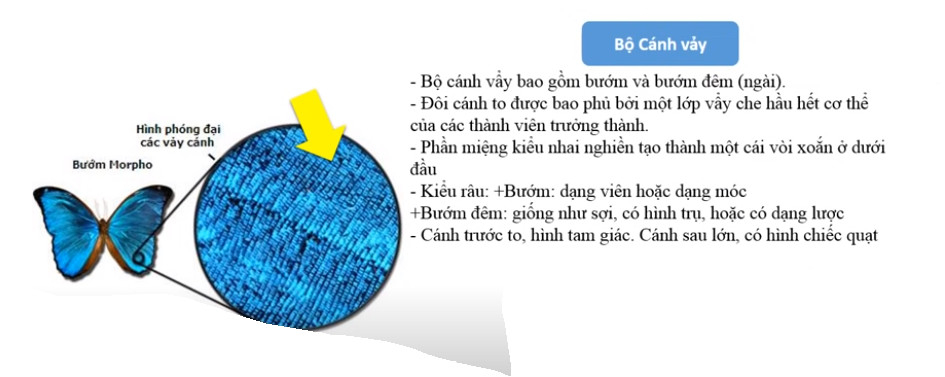 Bộ Cánh vảy
- Bộ cánh vẩy bao gồm bướm và bướm đêm (ngài).
- Đôi cánh to được bao phủ bởi một lớp vẩy che hầu hết cơ thể
của các thành viên trưởng thành.
- Phần miệng kiểu nhai nghiền tạo thành một cái vòi xoắn ở dưới
đầu
- Kiểu râu: +Bướm: dạng viên hoặc dạng móc
+Bướm đêm: giống như sợi, có hình trụ, hoặc có dạng lược
- Cánh trước to, hình tam giác. Cánh sau lớn, có hình chiếc quạt
Hình phóng đại
các vảy cánh
Bướm Morpho